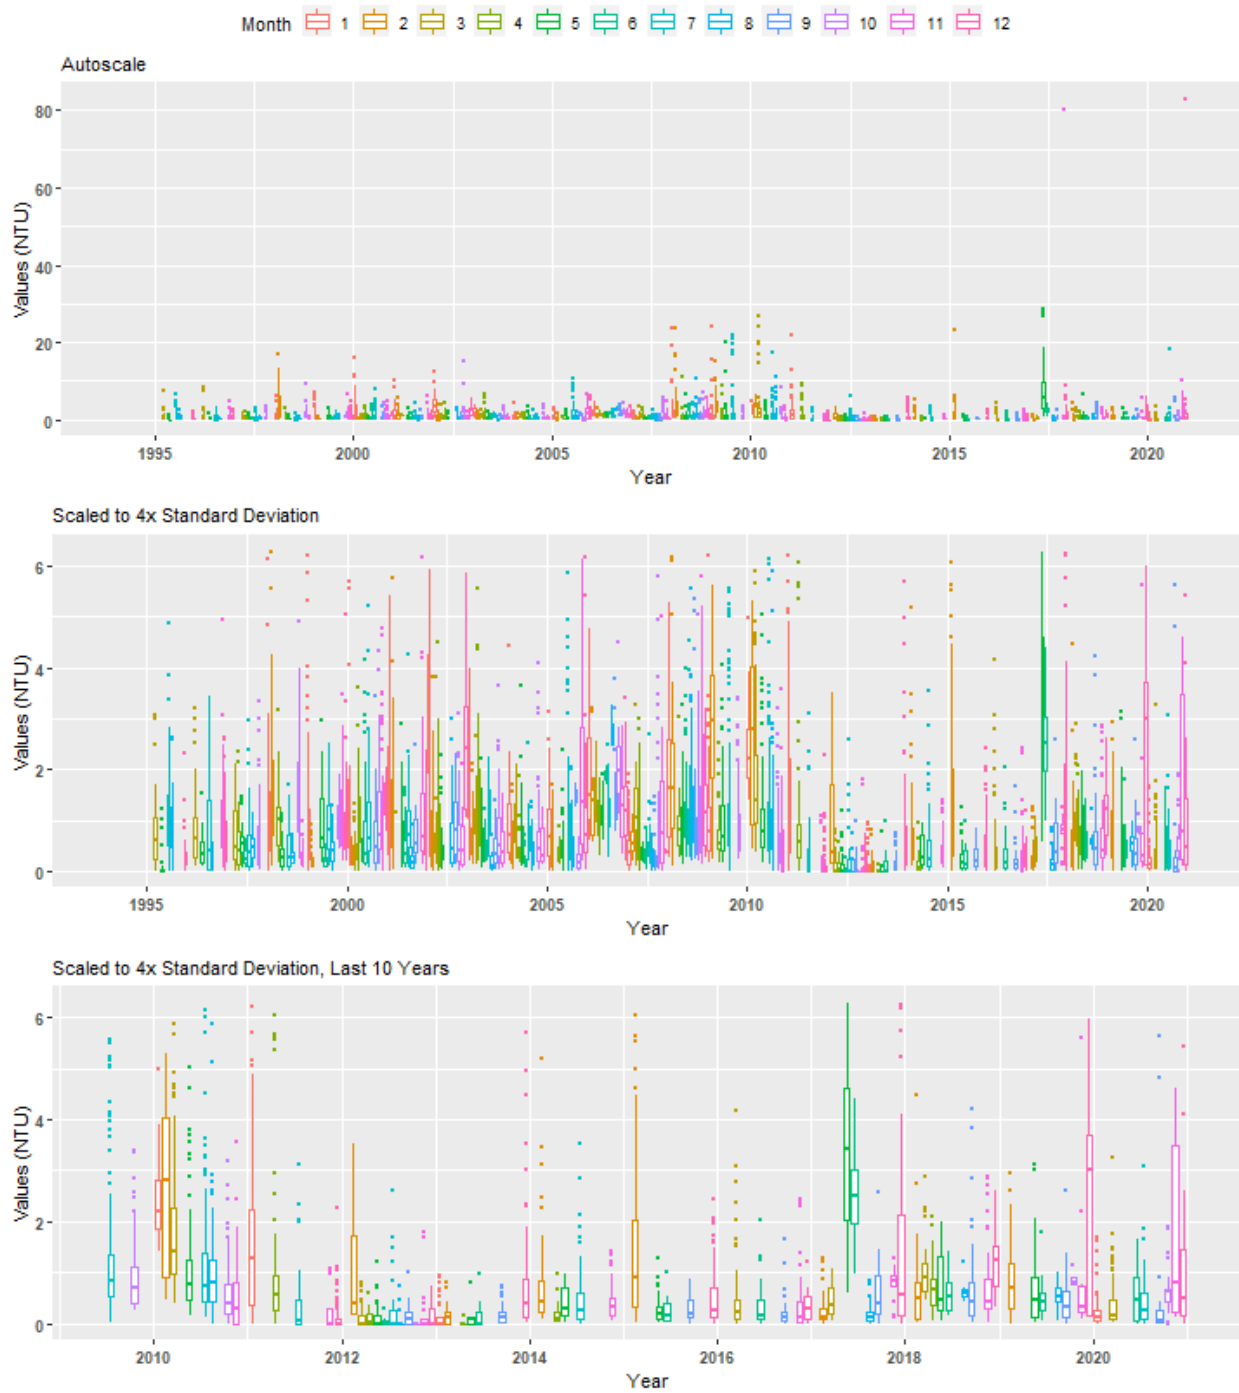 Month 1 2 3 4 5 6 7 8 9 10 11 12
Autoscale
Values (NTU)
80
60
40
20
0
1995 2000 2005 2010 2015 2020
Year
Scaled to 4x Standard Deviation
Values (NTU)
6
4
2
0
1995 2000 2005 2010 2015 2020
Year
Scaled to 4x Standard Deviation, Last 10 Years
Values (NTU)
6
4
2
0
2010 2012 2014 2016 2018 2020
Year